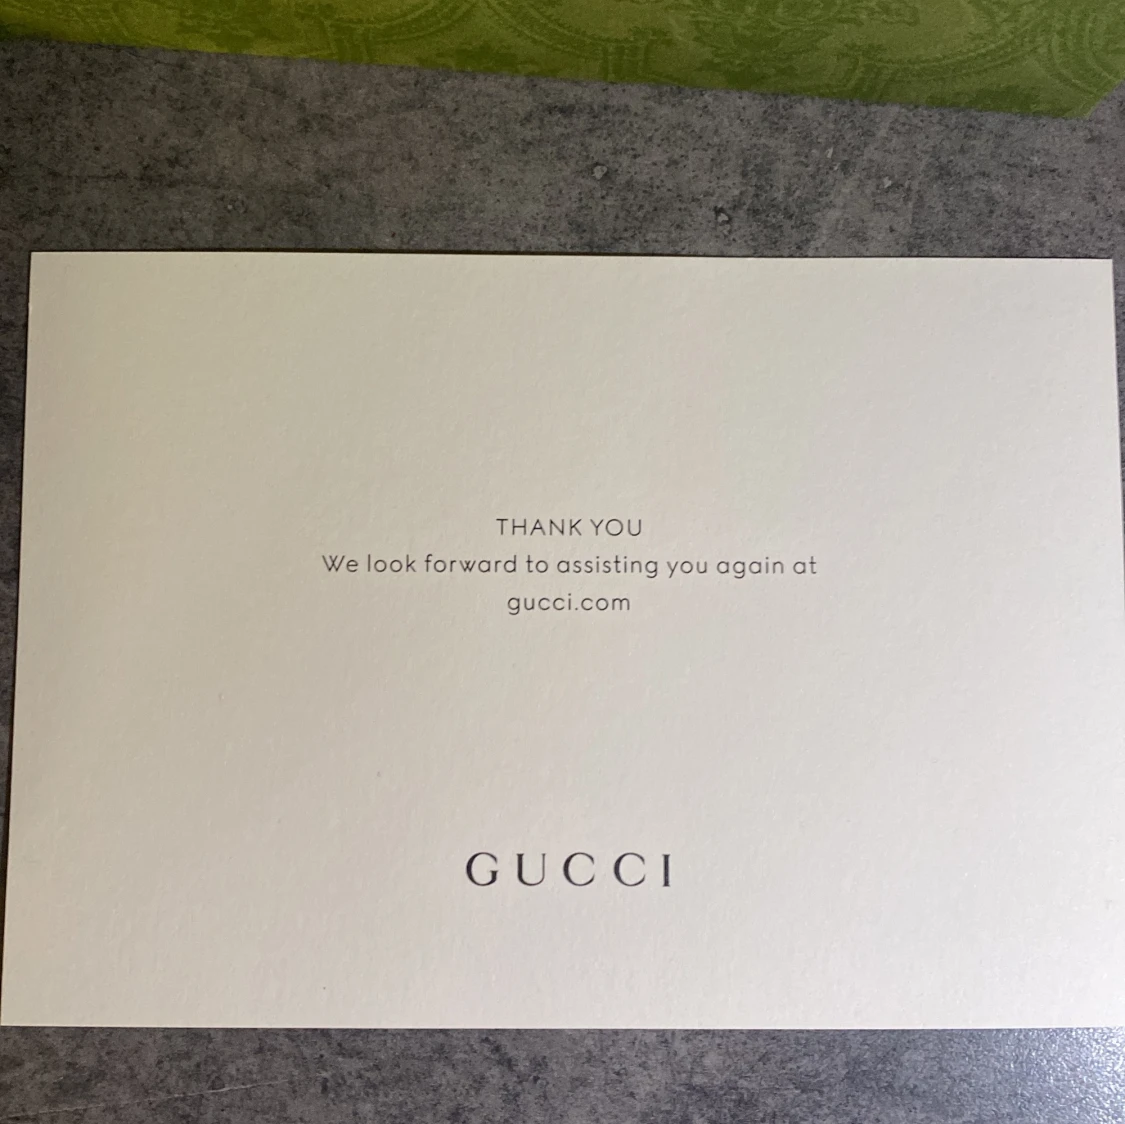 THANK YOU
We look forward to assisting you again at
gucci.com
GUCCI